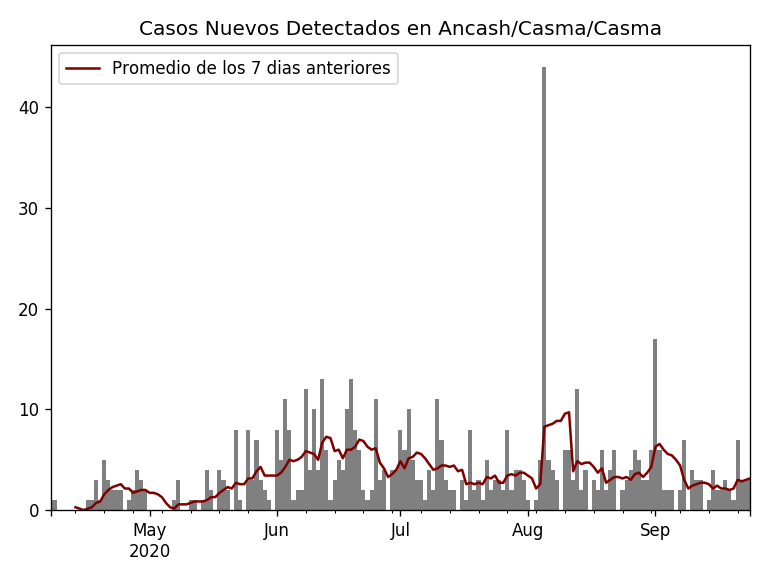 Casos Nuevos Detectados en Ancash/Casma/Casma
Promedio de los 7 dias anteriores
40
30
20
10
0
May
2020
Jun
Jul
Aug
Sep